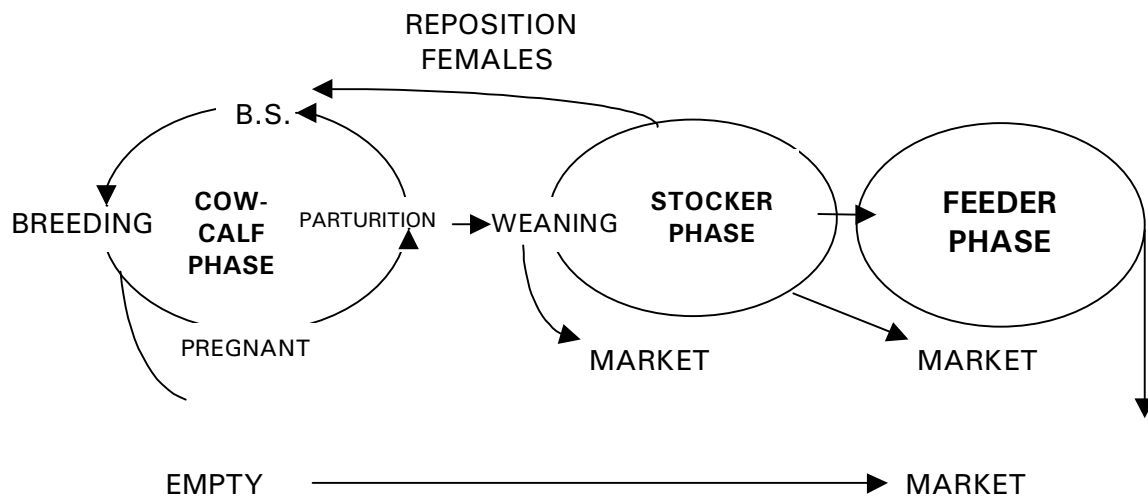 REPOSITION
FEMALES
B.S.
BREEDING
COW-
CALF
PHASE
PARTURITION
WEANING
STOCKER
PHASE
FEEDER
PHASE
PREGNANT
MARKET
MARKET
EMPTY
MARKET